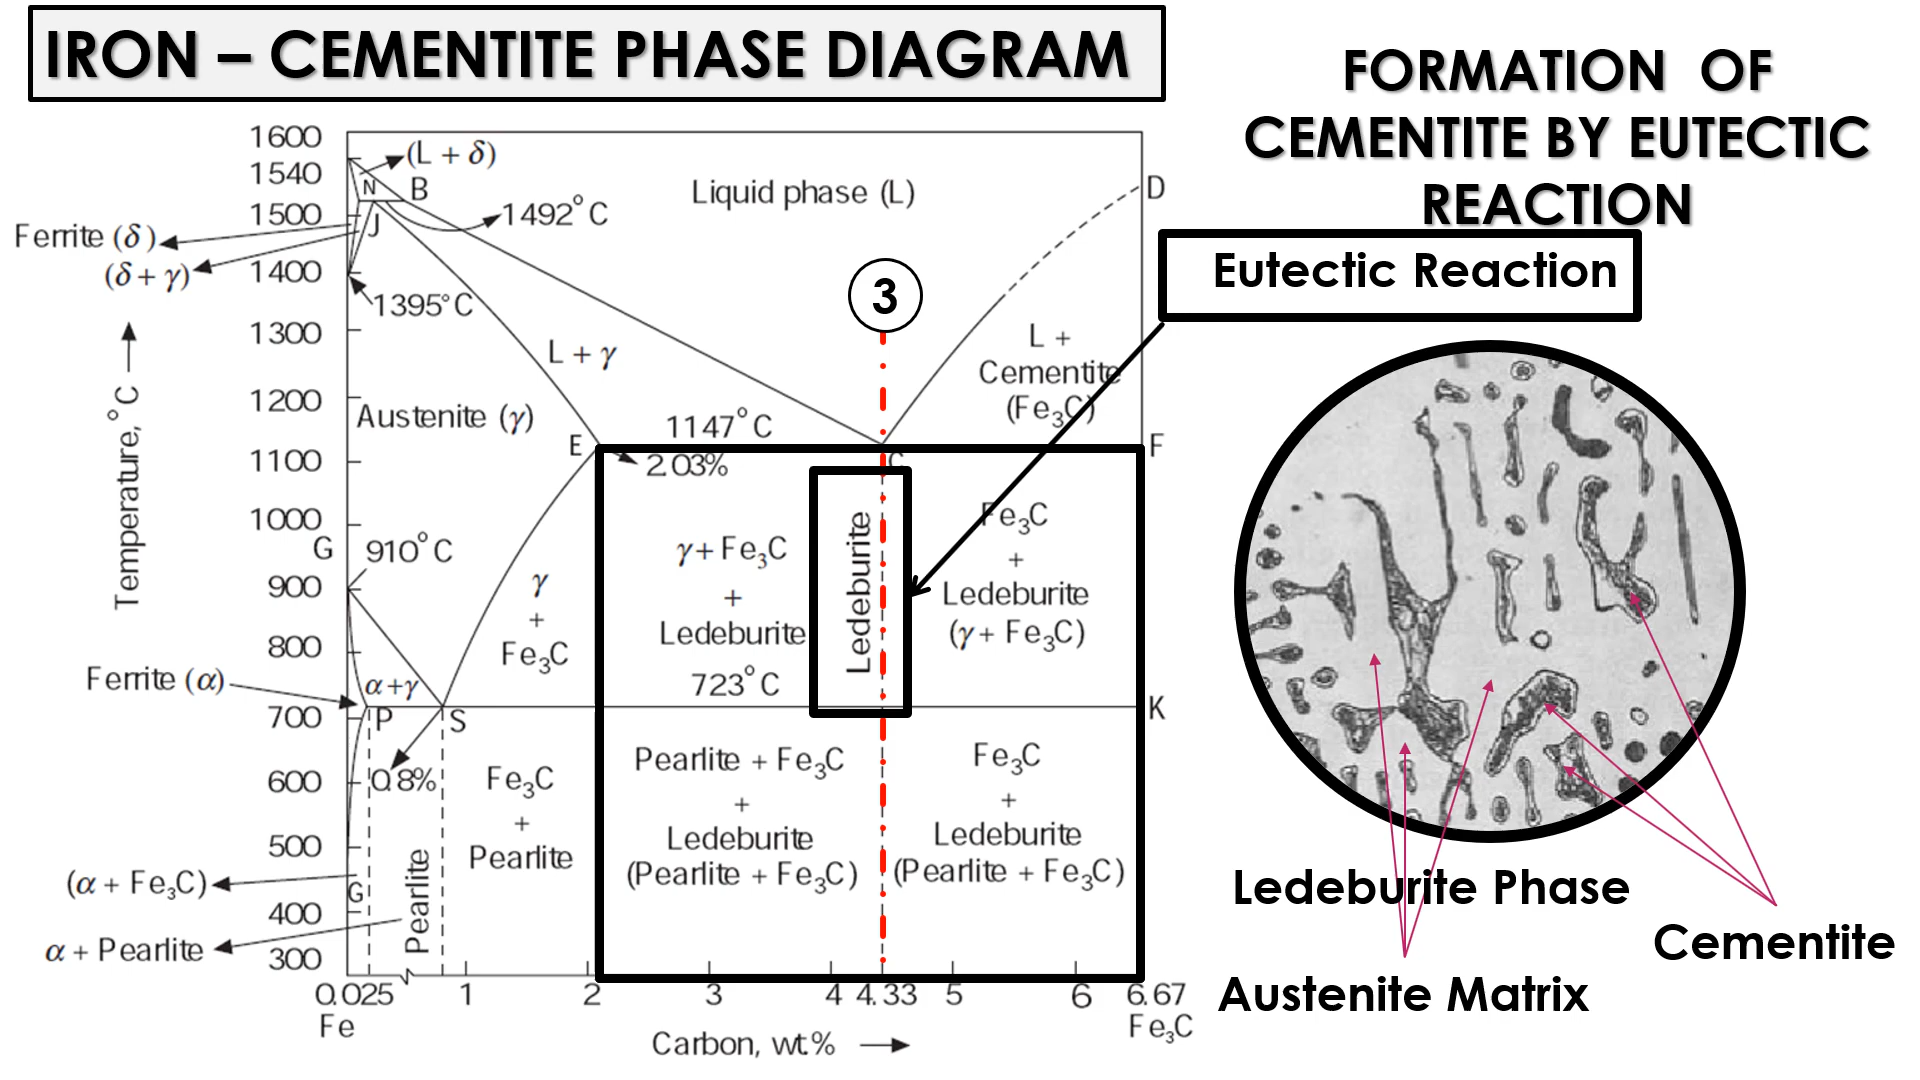 IRON – CEMENTITE PHASE DIAGRAM
FORMATION OF
CEMENTITE BY EUTECTIC
REACTION
Eutectic Reaction
1600
1540
1500
1400
1300
1200
1100
1000
900
800
700
600
500
400
300
Temperature, °C
(L + δ)
N
B
J
1492°C
Liquid phase (L)
D
Ferrite (δ)
(δ + γ)
1395°C
3
L + γ
L +
Cementite
(Fe₃C)
Austenite (γ)
1147°C
E
2.03%
C
F
G
910°C
γ
+
Fe₃C
γ + Fe₃C
+
Ledeburite
723°C
Ledeburite
Fe₃C
+
Ledeburite
(γ + Fe₃C)
Ferrite (α)
α+γ
P
S
K
0.8%
Fe₃C
+
Pearlite
Pearlite + Fe₃C
+
Ledeburite
(Pearlite + Fe₃C)
Fe₃C
+
Ledeburite
(Pearlite + Fe₃C)
(α + Fe₃C)
G
Pearlite
α + Pearlite
0.025 1 2 3 4 4.33 5 6 6.67
Fe
Fe₃C
Carbon, wt.%
Ledeburite Phase
Cementite
Austenite Matrix